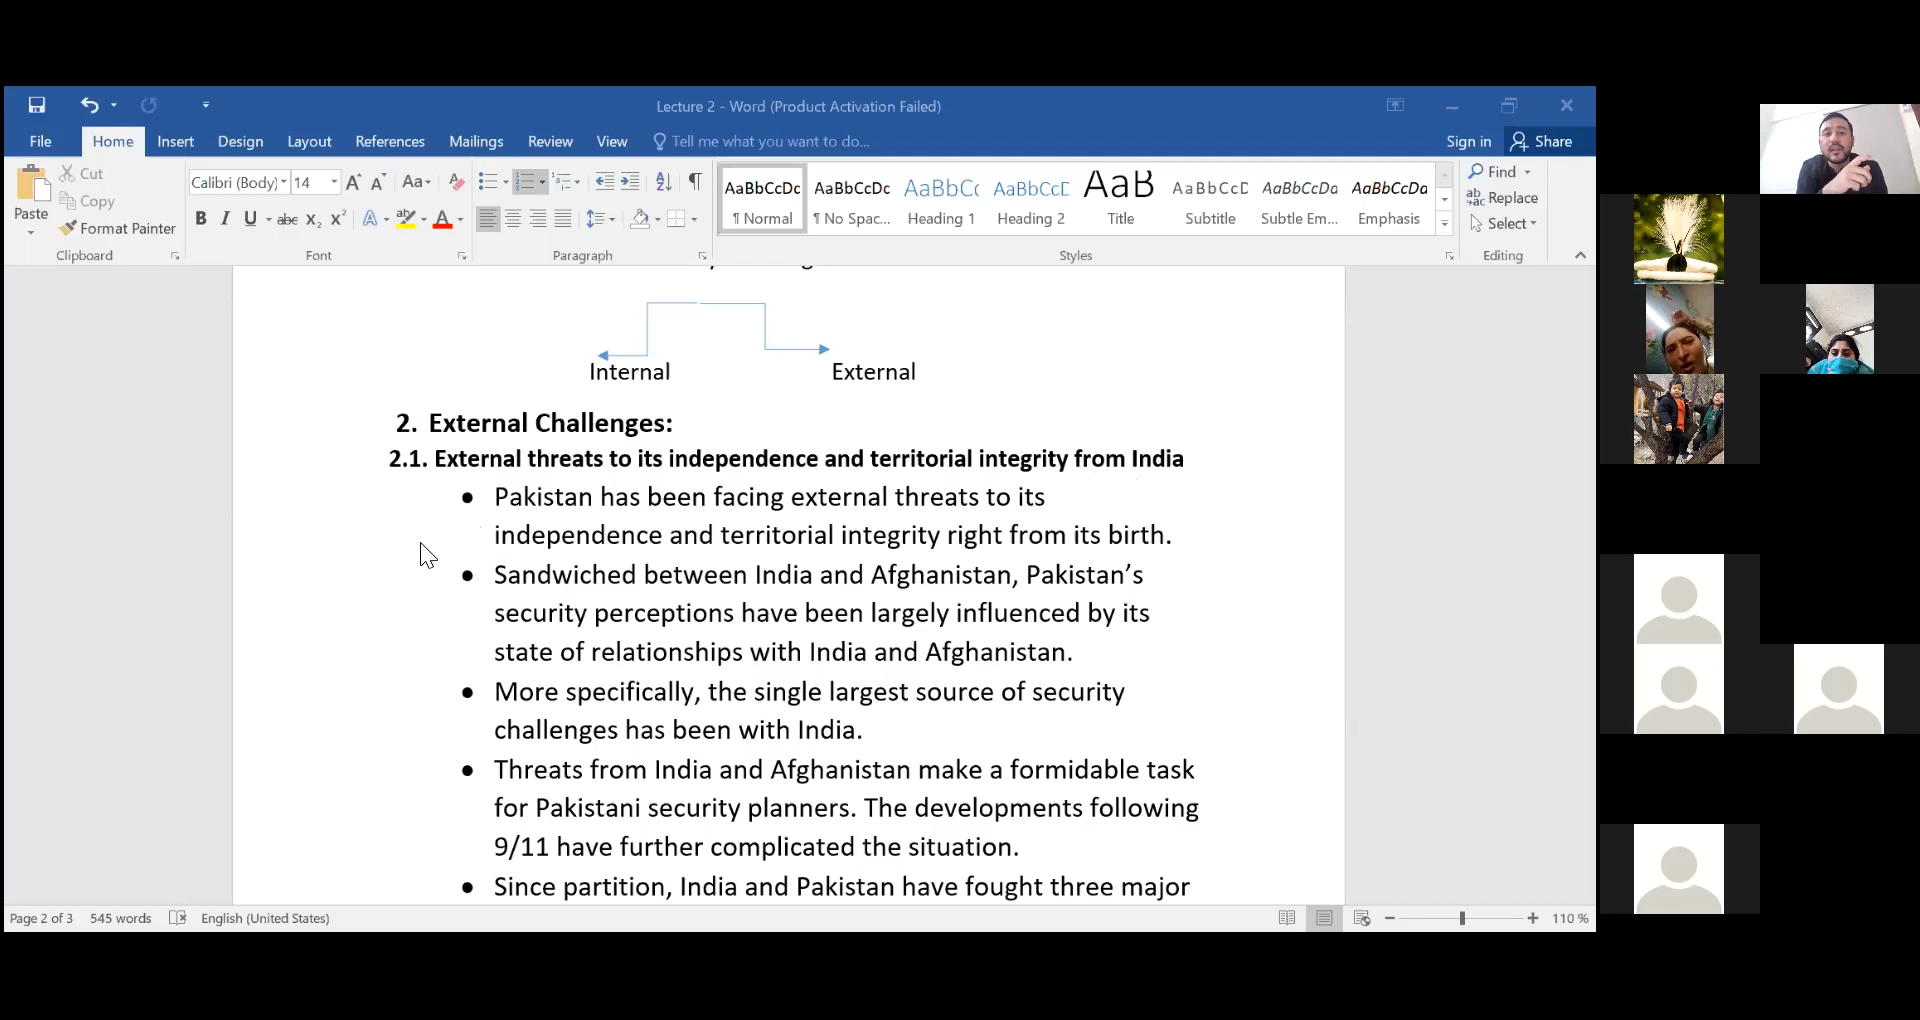 Lecture 2 - Word (Product Activation Failed)
File Home Insert Design Layout References Mailings Review View Tell me what you want to do... Sign in Share
Paste
Cut
Copy
Format Painter
Clipboard
Calibri (Body) 14
Font
Paragraph
AaBbCcDc AaBbCcDc AaBbCc AaBbCcD AaB AaBbCcD AaBbCcDa AaBbCcDa
¶ Normal ¶ No Spac... Heading 1 Heading 2 Title Subtitle Subtle Em... Emphasis
Styles
Find
Replace
Select
Editing
Internal External
2. External Challenges:
2.1. External threats to its independence and territorial integrity from India
• Pakistan has been facing external threats to its
independence and territorial integrity right from its birth.
• Sandwiched between India and Afghanistan, Pakistan’s
security perceptions have been largely influenced by its
state of relationships with India and Afghanistan.
• More specifically, the single largest source of security
challenges has been with India.
• Threats from India and Afghanistan make a formidable task
for Pakistani security planners. The developments following
9/11 have further complicated the situation.
• Since partition, India and Pakistan have fought three major
Page 2 of 3 545 words English (United States) 110 %